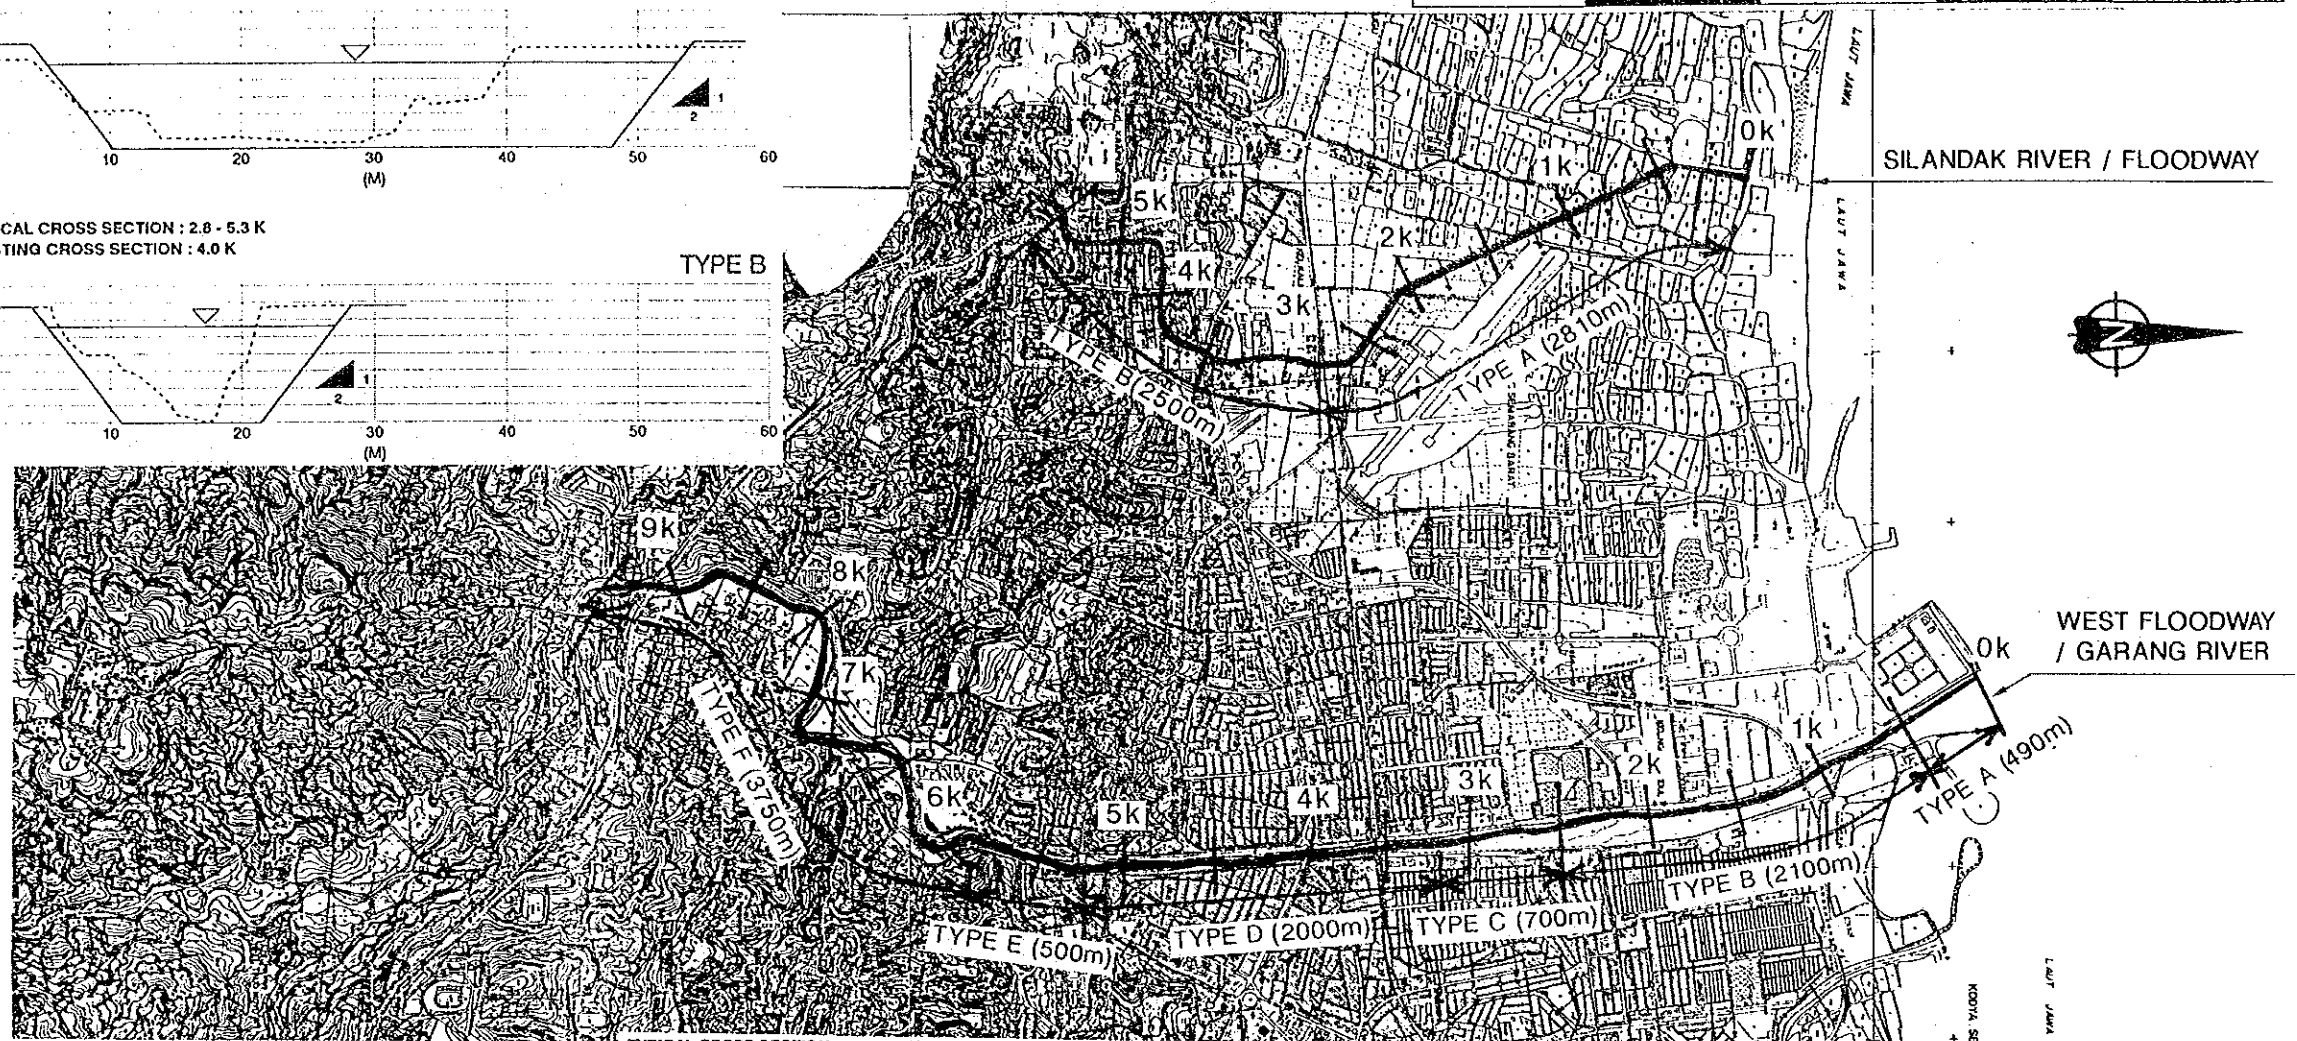 1
2
10 20 30 40 50 60
(M)
CAL CROSS SECTION : 2.8 - 5.3 K
TING CROSS SECTION : 4.0 K
TYPE B
1
2
10 20 30 40 50 60
(M)
LAUT JAWA
0k
1k
SILANDAK RIVER / FLOODWAY
5k
LAUT JAWA
2k
4k
3k
N
TYPE B (2500m)
TYPE A (2810m)
9k
8k
WEST FLOODWAY
/ GARANG RIVER
0k
7k
TYPE F (3750m)
1k
2k
3k
4k
5k
6k
TYPE A (490m)
TYPE B (2100m)
TYPE C (700m)
TYPE D (2000m)
TYPE E (500m)
LAUT JAWA
KODYA SE